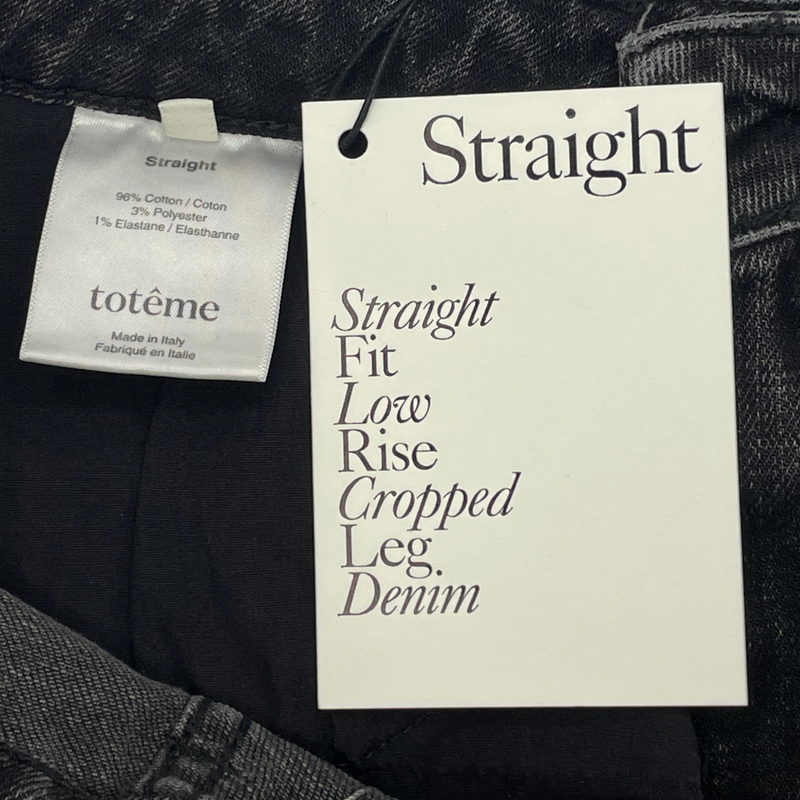 Straight
96% Cotton / Coton
3% Polyester
1% Elastane / Elasthanne
totême
Made in Italy
Fabriqué en Italie
Straight
Straight
Fit
Low
Rise
Cropped
Leg.
Denim